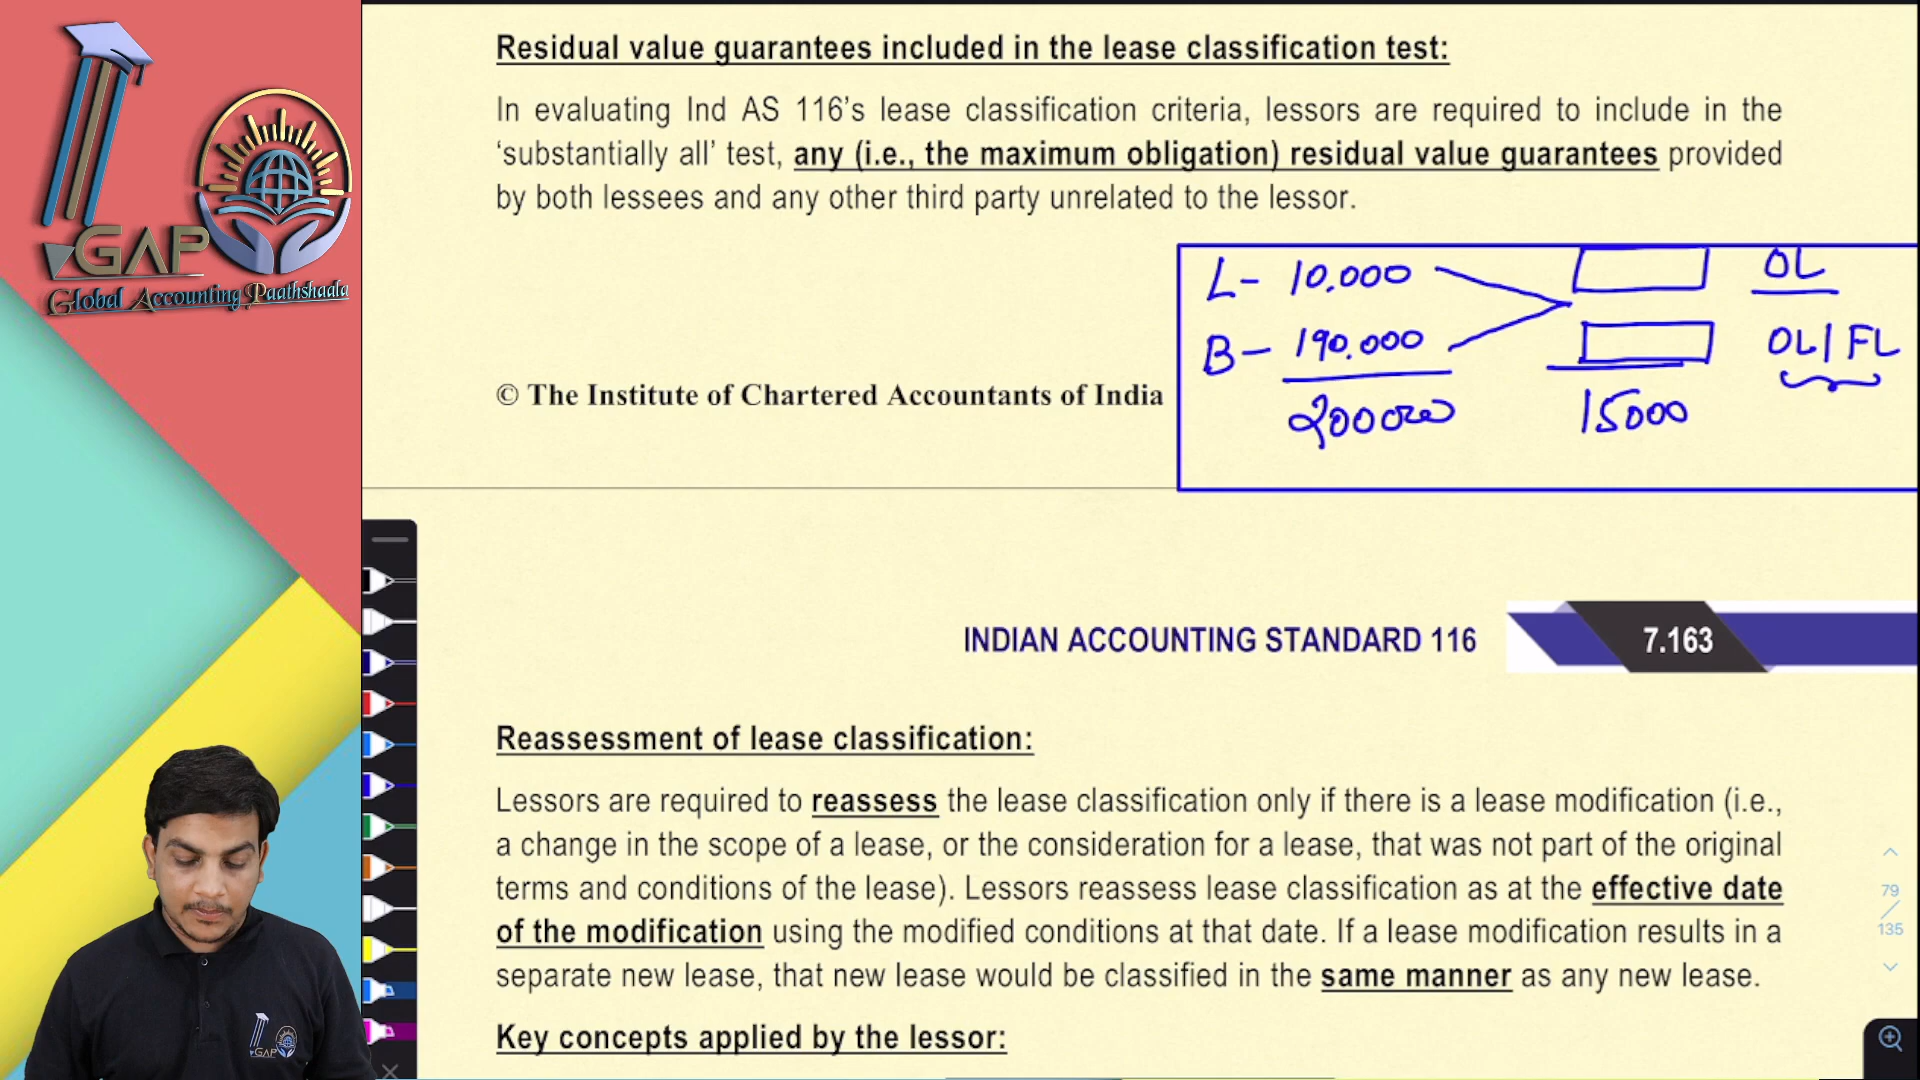 Residual value guarantees included in the lease classification test:
In evaluating Ind AS 116’s lease classification criteria, lessors are required to include in the
‘substantially all’ test, any (i.e., the maximum obligation) residual value guarantees provided
by both lessees and any other third party unrelated to the lessor.
L- 10,000 OL
B- 190,000 OL/FL
200000 15000
© The Institute of Chartered Accountants of India
GAP
Global Accounting Paathshaala
INDIAN ACCOUNTING STANDARD 116 7.163
Reassessment of lease classification:
Lessors are required to reassess the lease classification only if there is a lease modification (i.e.,
a change in the scope of a lease, or the consideration for a lease, that was not part of the original
terms and conditions of the lease). Lessors reassess lease classification as at the effective date
of the modification using the modified conditions at that date. If a lease modification results in a
separate new lease, that new lease would be classified in the same manner as any new lease.
Key concepts applied by the lessor:
79
135
GAP